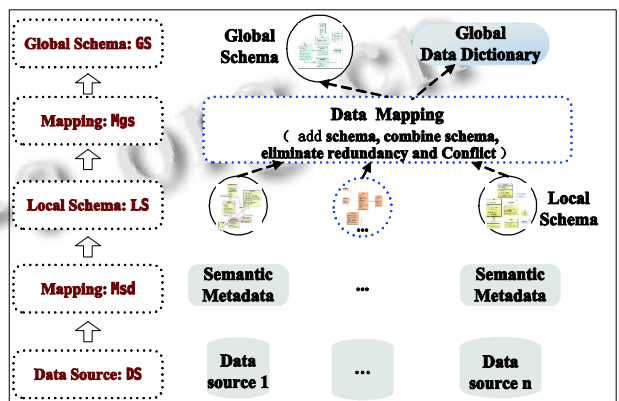 Global Schema: GS
Mapping: Mgs
Local Schema: LS
Mapping: Msd
Data Source: DS
Global
Schema
Global
Data Dictionary
Data Mapping
( add schema, combine schema,
eliminate redundancy and Conflict )
...
Local
Schema
Semantic
Metadata
...
Semantic
Metadata
Data
source 1
...
Data
source n